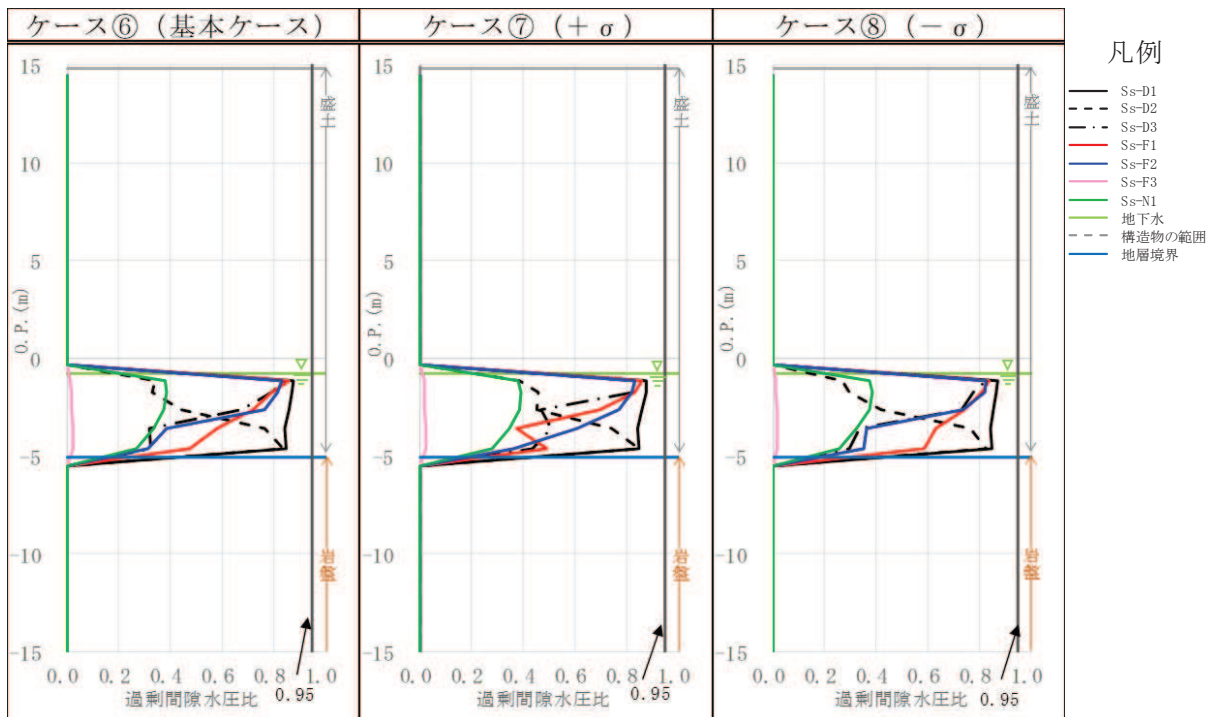 ケース⑥（基本ケース）
ケース⑦（＋σ）
ケース⑧（－σ）
凡例
Ss-D1
Ss-D2
Ss-D3
Ss-F1
Ss-F2
Ss-F3
Ss-N1
地下水
構造物の範囲
地層境界
O.P.(m)
15
10
5
0
-5
-10
-15
盛土
岩盤
0.0 0.2 0.4 0.6 0.8 1.0
過剰間隙水圧比
0.95
O.P.(m)
15
10
5
0
-5
-10
-15
盛土
岩盤
0.0 0.2 0.4 0.6 0.8 1.0
過剰間隙水圧比
0.95
O.P.(m)
15
10
5
0
-5
-10
-15
盛土
岩盤
0.0 0.2 0.4 0.6 0.8 1.0
過剰間隙水圧比
0.95